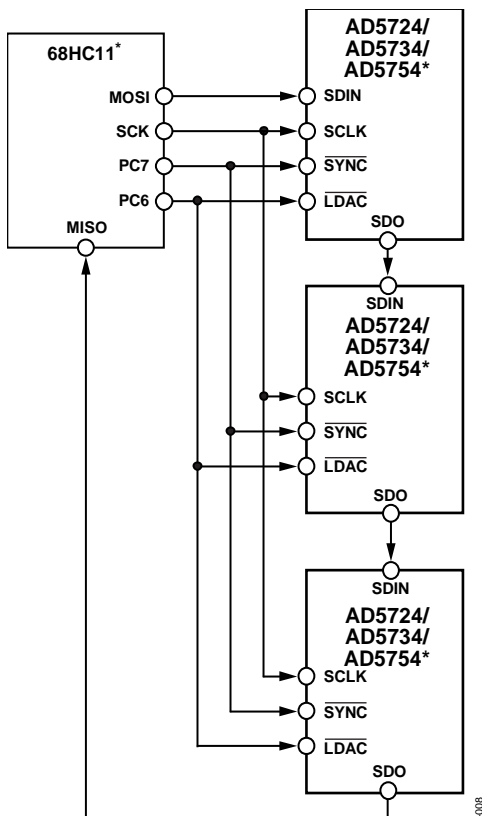 68HC11*
MOSI
SCK
PC7
PC6
MISO
AD5724/
AD5734/
AD5754*
SDIN
SCLK
SYNC
LDAC
SDO
SDIN
AD5724/
AD5734/
AD5754*
SCLK
SYNC
LDAC
SDO
SDIN
AD5724/
AD5734/
AD5754*
SCLK
SYNC
LDAC
SDO